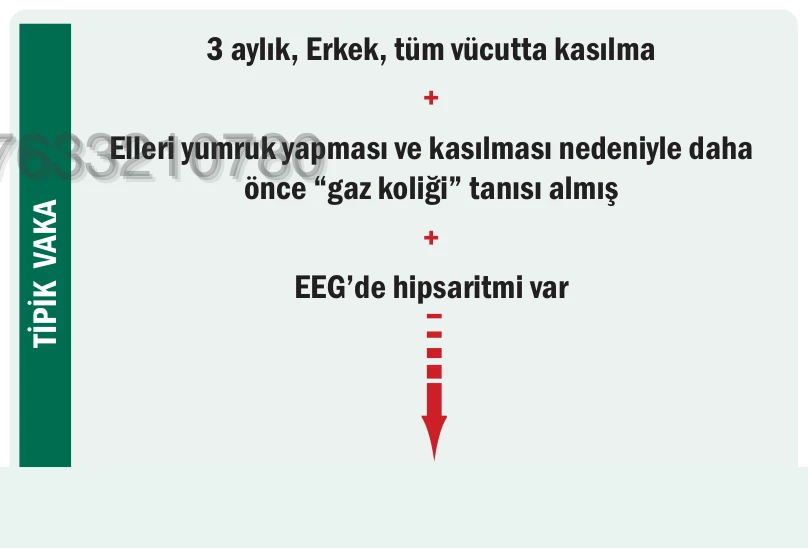 3 aylık, Erkek, tüm vücutta kasılma
+
Elleri yumruk yapması ve kasılması nedeniyle daha
önce “gaz koliği” tanısı almış
+
EEG’de hipsaritmi var
TİPİK VAKA
7633210780